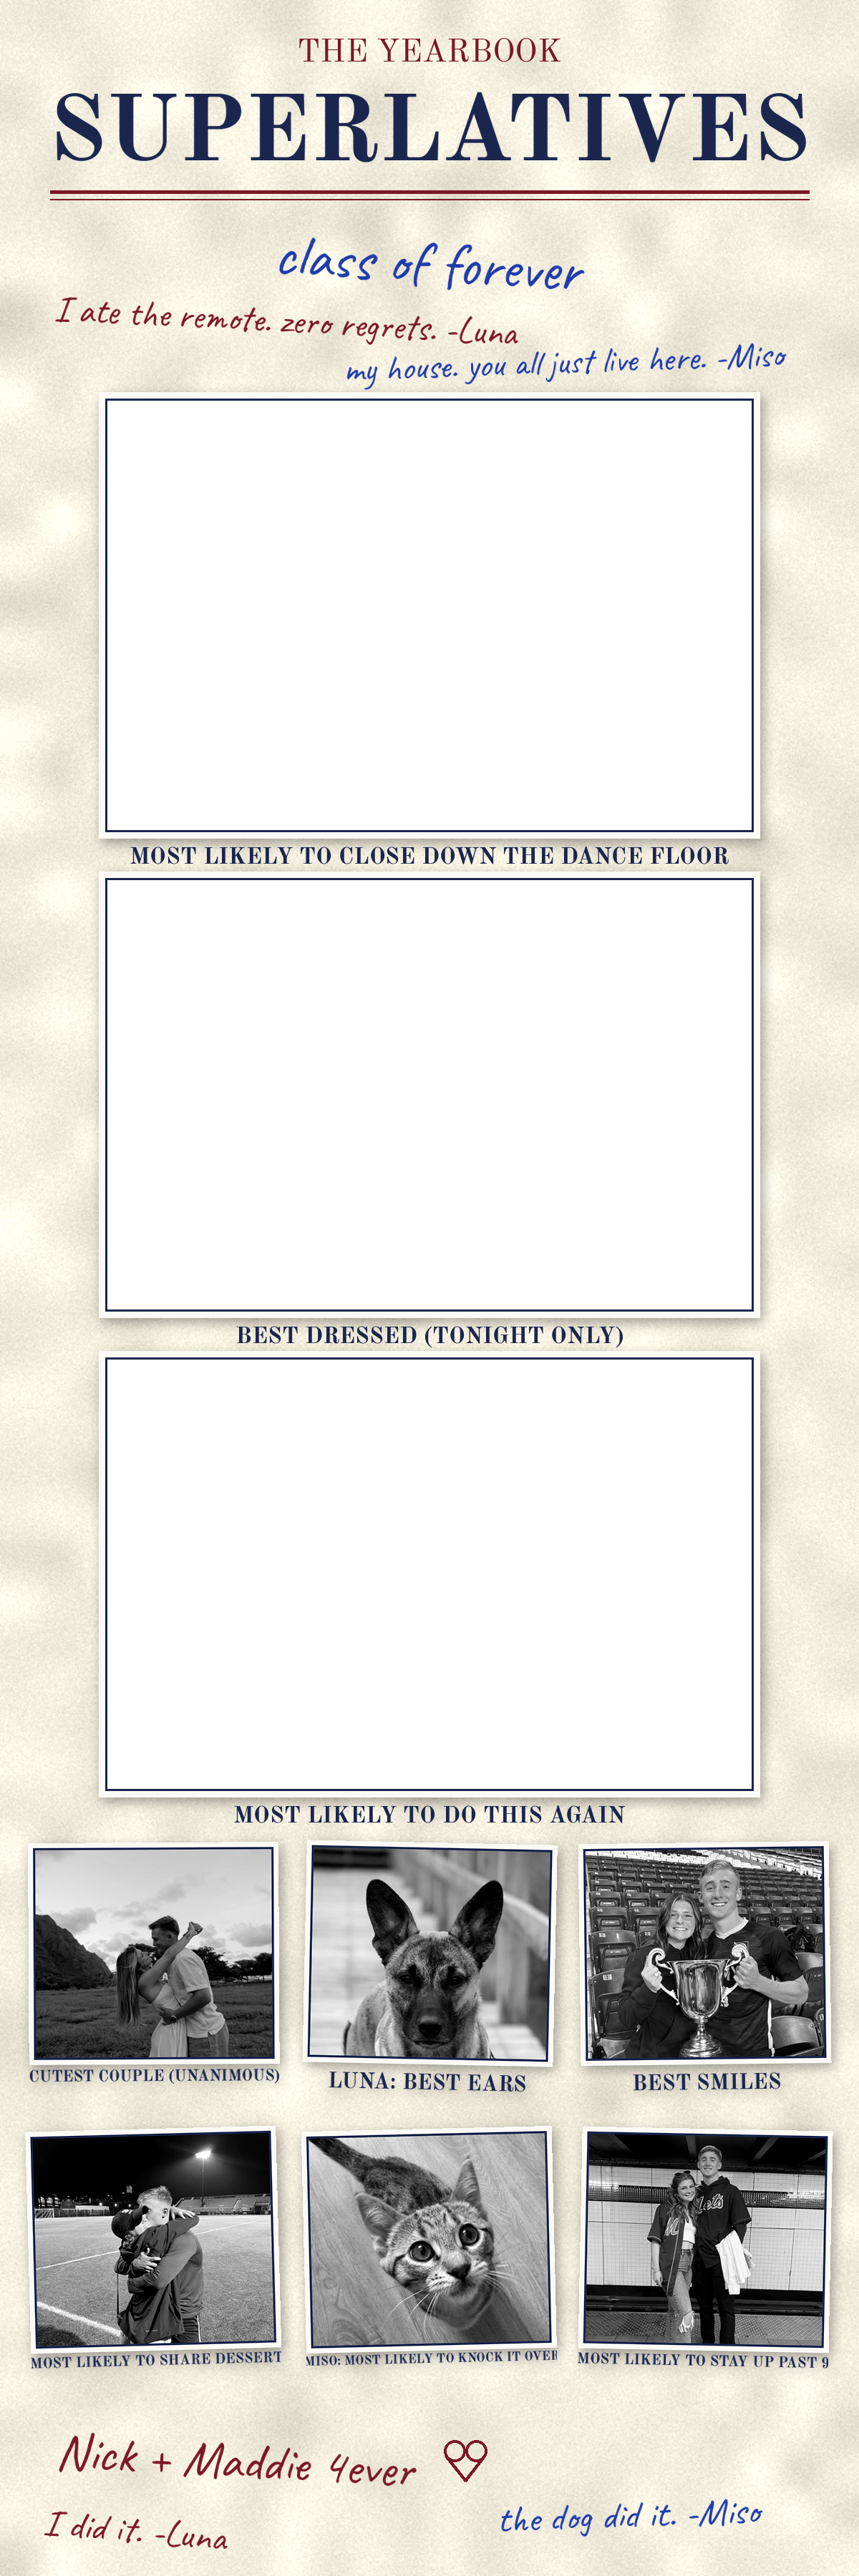 THE YEARBOOK
SUPERLATIVES
class of forever
I ate the remote. zero regrets. -Luna
my house. you all just live here. -Miso
MOST LIKELY TO CLOSE DOWN THE DANCE FLOOR
BEST DRESSED (TONIGHT ONLY)
MOST LIKELY TO DO THIS AGAIN
CUTEST COUPLE (UNANIMOUS)
LUNA: BEST EARS
BEST SMILES
MOST LIKELY TO SHARE DESSERT
MISO: MOST LIKELY TO KNOCK IT OVER
MOST LIKELY TO STAY UP PAST 9
Nick + Maddie 4ever
I did it. -Luna
the dog did it. -Miso